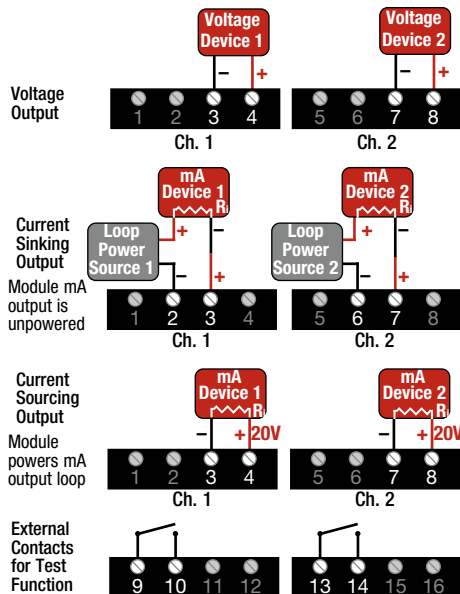 Voltage
Device 1
Voltage
Device 2
Voltage
Output
− +
− +
1 2 3 4
5 6 7 8
Ch. 1
Ch. 2
mA
Device 1
Ri
mA
Device 2
Ri
Current
Sinking
Output
Module mA
output is
unpowered
Loop
Power
Source 1
+
−
−
+
Loop
Power
Source 2
+
−
−
+
1 2 3 4
5 6 7 8
Ch. 1
Ch. 2
Current
Sourcing
Output
Module
powers mA
output loop
mA
Device 1
Ri
mA
Device 2
Ri
− +20V
− +20V
1 2 3 4
5 6 7 8
Ch. 1
Ch. 2
External
Contacts
for Test
Function
9 10 11 12
13 14 15 16